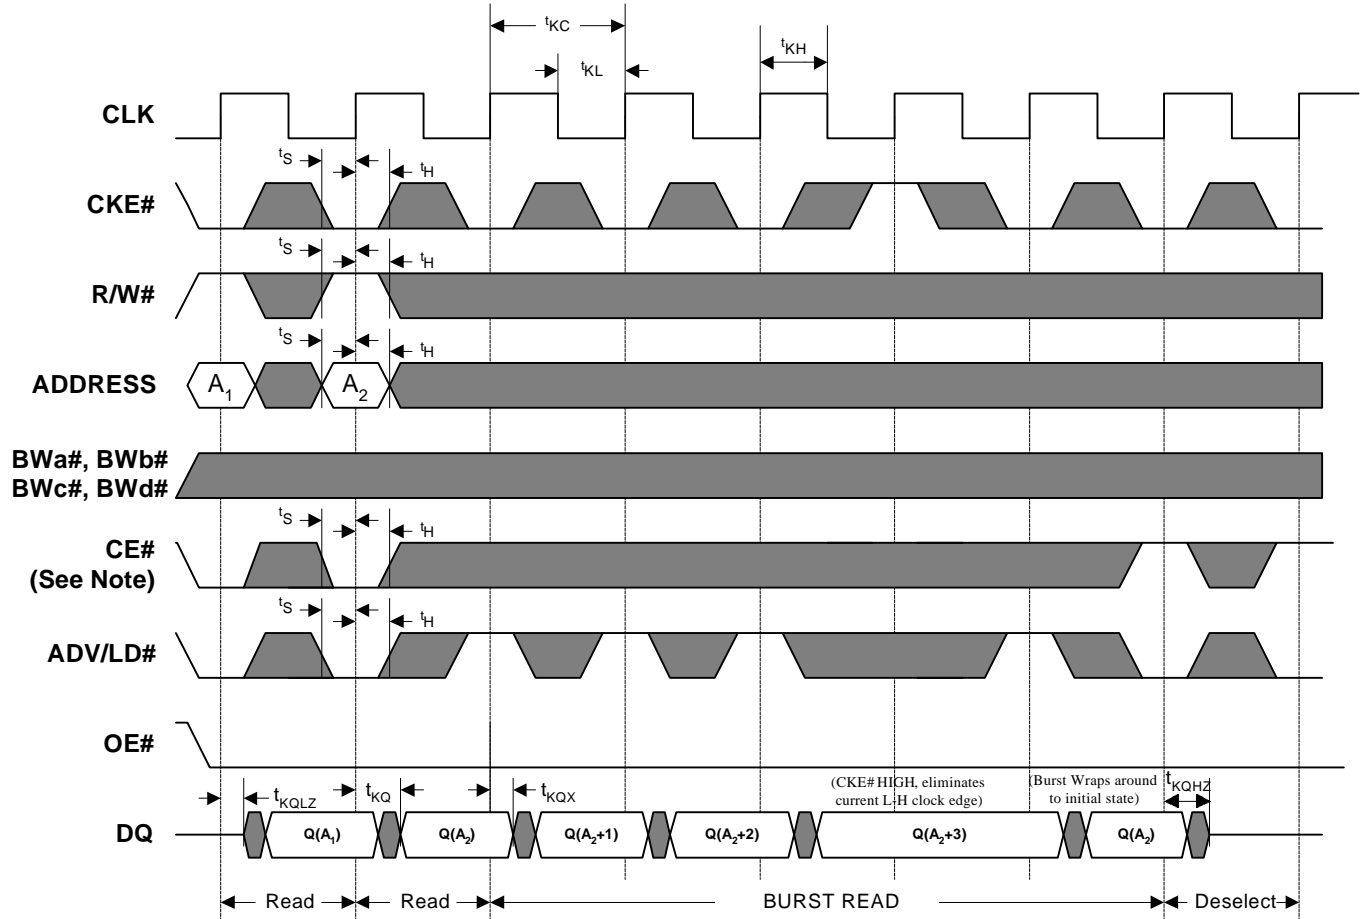 tKC
tKH
tKL
CLK
tS
tH
CKE#
tS
tH
R/W#
tS
tH
ADDRESS
A1
A2
BWa#, BWb#
BWc#, BWd#
tS
tH
CE#
(See Note)
tS
tH
ADV/LD#
OE#
(CKE# HIGH, eliminates
current L-H clock edge)
(Burst Wraps around
to initial state)
tKQLZ
tKQ
tKQX
tKQHZ
DQ
Q(A1)
Q(A2)
Q(A2+1)
Q(A2+2)
Q(A2+3)
Q(A2)
Read
Read
BURST READ
Deselect